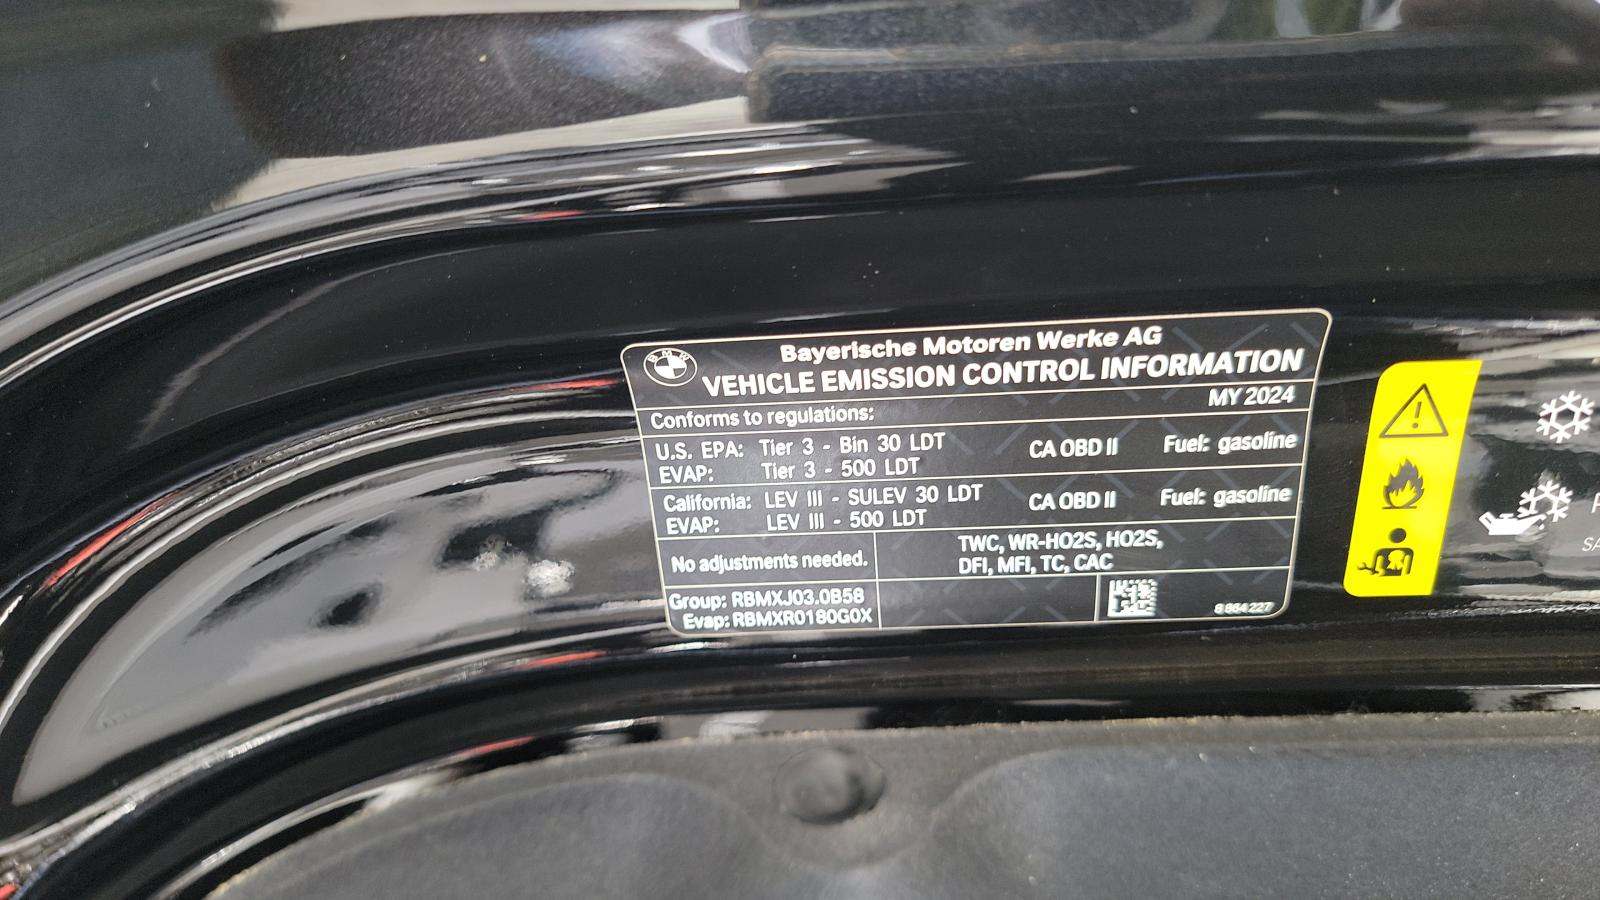 BMW
Bayerische Motoren Werke AG
VEHICLE EMISSION CONTROL INFORMATION
MY 2024
Conforms to regulations:
U.S. EPA: Tier 3 - Bin 30 LDT CA OBD II Fuel: gasoline
EVAP: Tier 3 - 500 LDT
California: LEV III - SULEV 30 LDT CA OBD II Fuel: gasoline
EVAP: LEV III - 500 LDT
No adjustments needed.
TWC, WR-HO2S, HO2S,
DFI, MFI, TC, CAC
Group: RBMXJ03.0B58
Evap: RBMXR0180G0X
8 864 227
SA